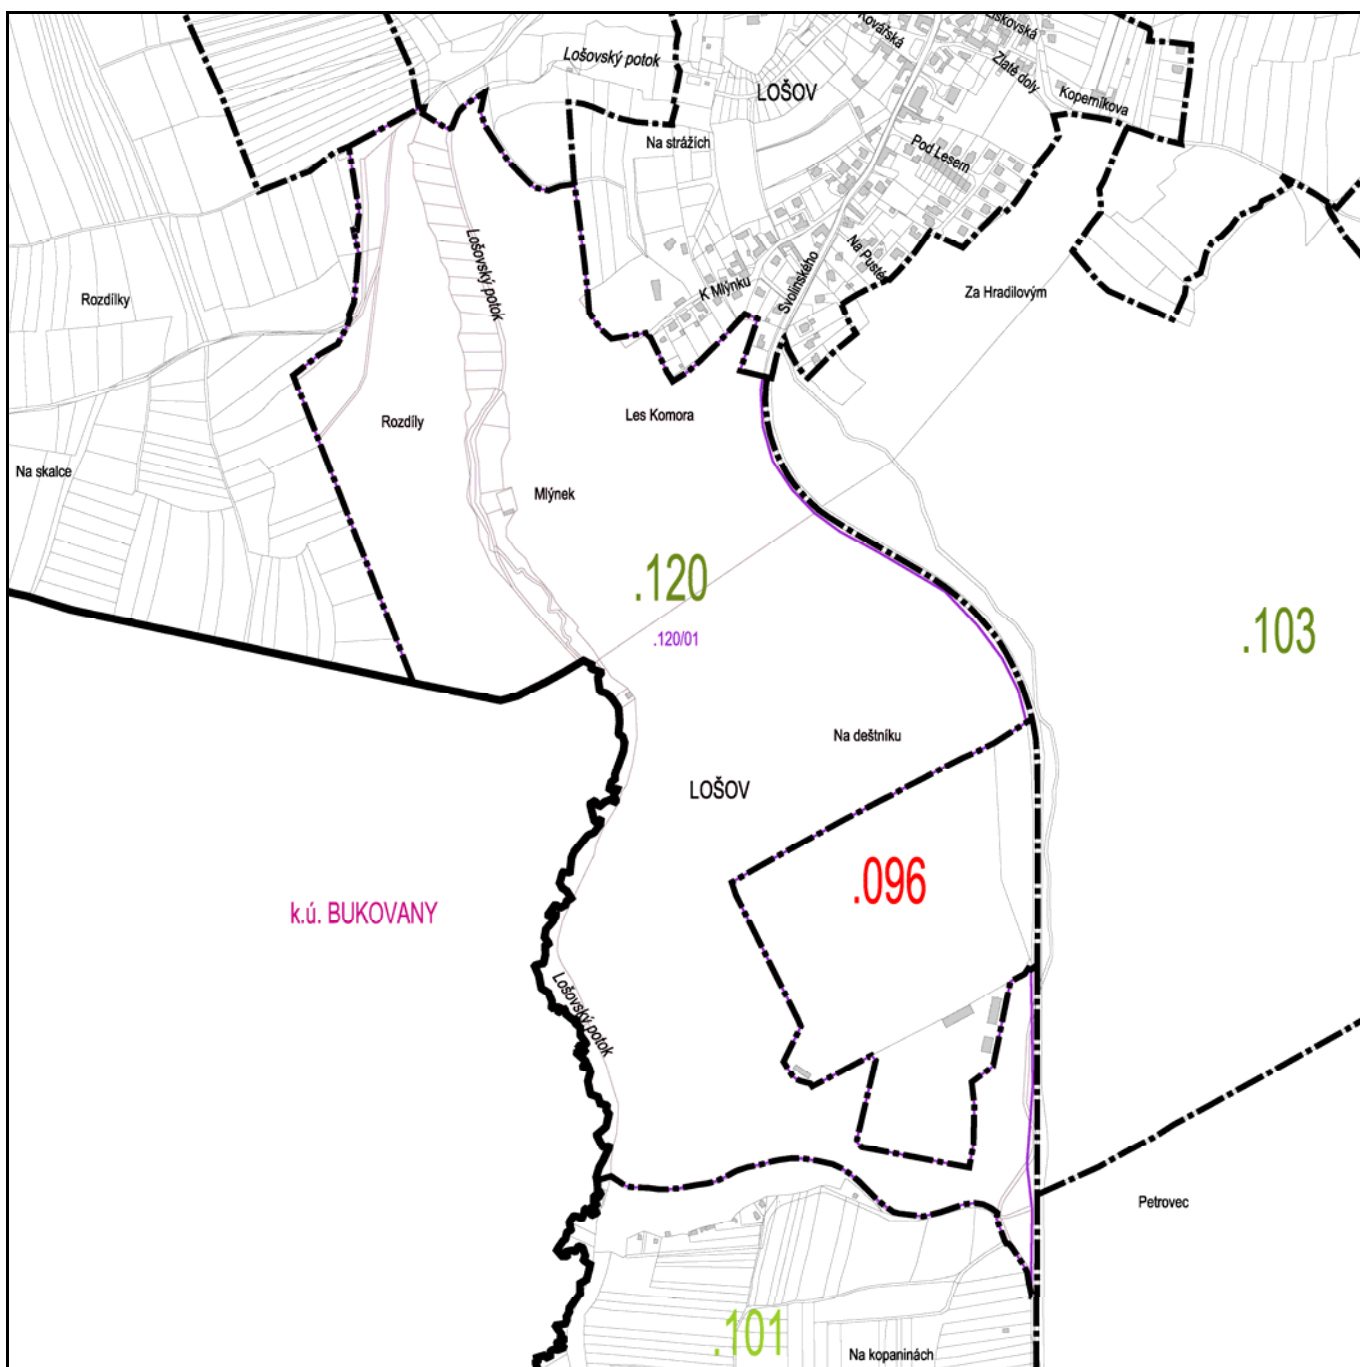 Kovářská
Zlaté doly
Lošovský potok
LOŠOV
Koperníkova
Na strážích
Pod Lesem
Lošovský potok
Na Pustě
K Mlýnku
Svolinského
Rozdílky
Za Hradilovým
Rozdíly
Les Komora
Na skalce
Mlýnek
.120
.120/01
.103
Na deštníku
LOŠOV
.096
k.ú. BUKOVANY
Lošovský potok
Petrovec
.101
Na kopaninách